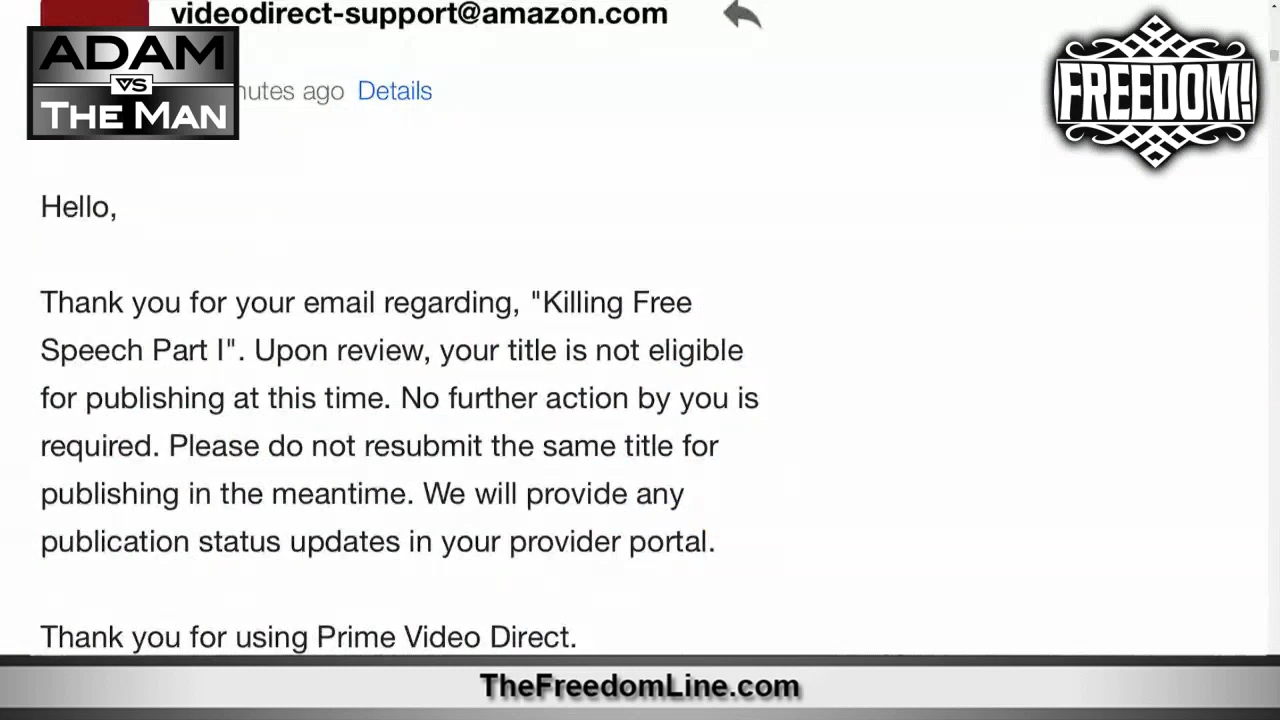 videodirect-support@amazon.com
ADAM
VS
THE MAN
nutes ago Details
FREEDOM!
Hello,
Thank you for your email regarding, "Killing Free
Speech Part I". Upon review, your title is not eligible
for publishing at this time. No further action by you is
required. Please do not resubmit the same title for
publishing in the meantime. We will provide any
publication status updates in your provider portal.
Thank you for using Prime Video Direct.
TheFreedomLine.com